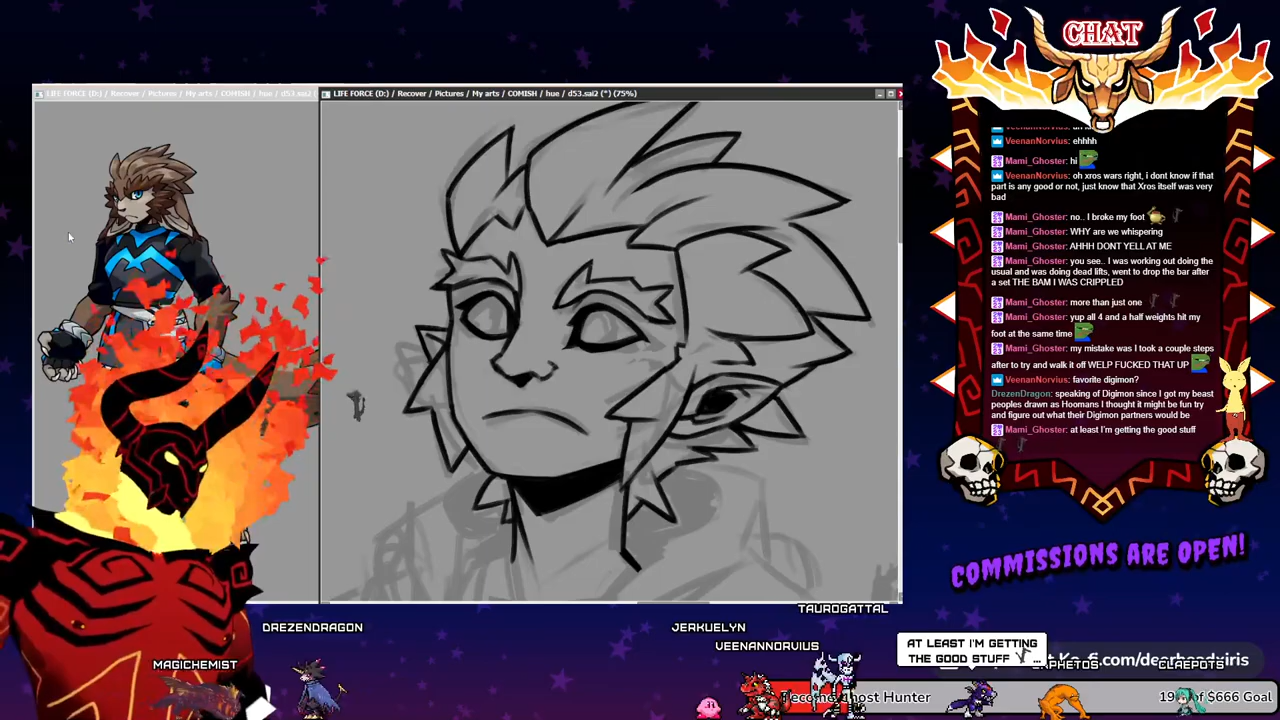 CHAT
LIFE FORCE (D:) / Recover / Pictures / My arts / COMISH / hue / d53.sai2 (
LIFE FORCE (D:) / Recover / Pictures / My arts / COMISH / hue / d53.sai2 (*) (75%)
VeenanNorvius:
VeenanNorvius: ehhhh
Mami_Ghoster: hi
VeenanNorvius: oh xros wars right, i dont know if that
part is any good or not, just know that Xros itself was very
bad
Mami_Ghoster: no.. I broke my foot
Mami_Ghoster: WHY are we whispering
Mami_Ghoster: AHHH DONT YELL AT ME
Mami_Ghoster: you see.. I was working out doing the
usual and was doing dead lifts, went to drop the bar after
a set THE BAM I WAS CRIPPLED
Mami_Ghoster: more than just one
Mami_Ghoster: yup all 4 and a half weights hit my
foot at the same time
Mami_Ghoster: my mistake was I took a couple steps
after to try and walk it off WELP FUCKED THAT UP
VeenanNorvius: favorite digimon?
DrezenDragon: speaking of Digimon since I got my beast
peoples drawn as Hoomans I thought it might be fun try
and figure out what their Digimon partners would be
Mami_Ghoster: at least I'm getting the good stuff
COMMISSIONS ARE OPEN!
TAUROGATTAL
DREZENDRAGON
JERKUELYN
VEENANNORVIUS
MAGICHEMIST
AT LEAST I'M GETTING
THE GOOD STUFF ...
CLAEPOTS
host Hunter
of $666 Goal